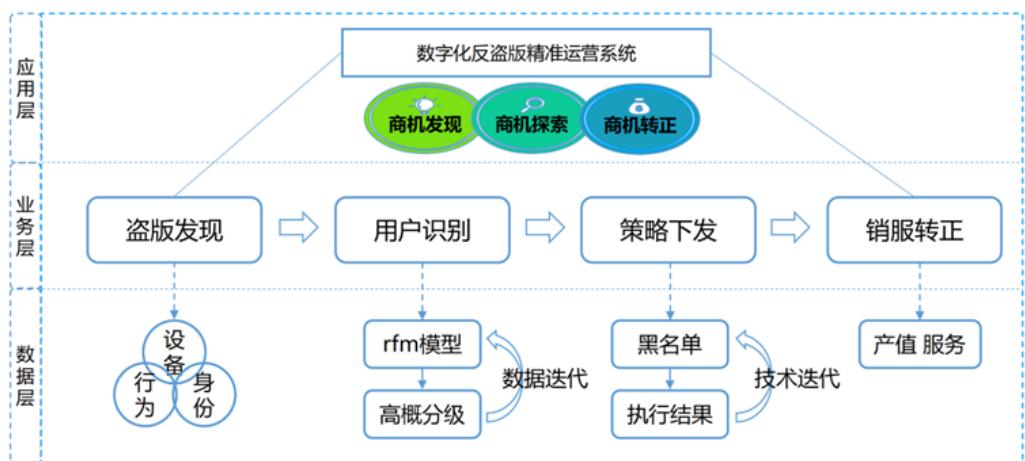 应用层
数字化反盗版精准运营系统
商机发现
商机探索
商机转正
业务层
盗版发现
用户识别
策略下发
销服转正
数据层
设备
行为
身份
rfm模型
高概分级
数据迭代
黑名单
执行结果
技术迭代
产值 服务